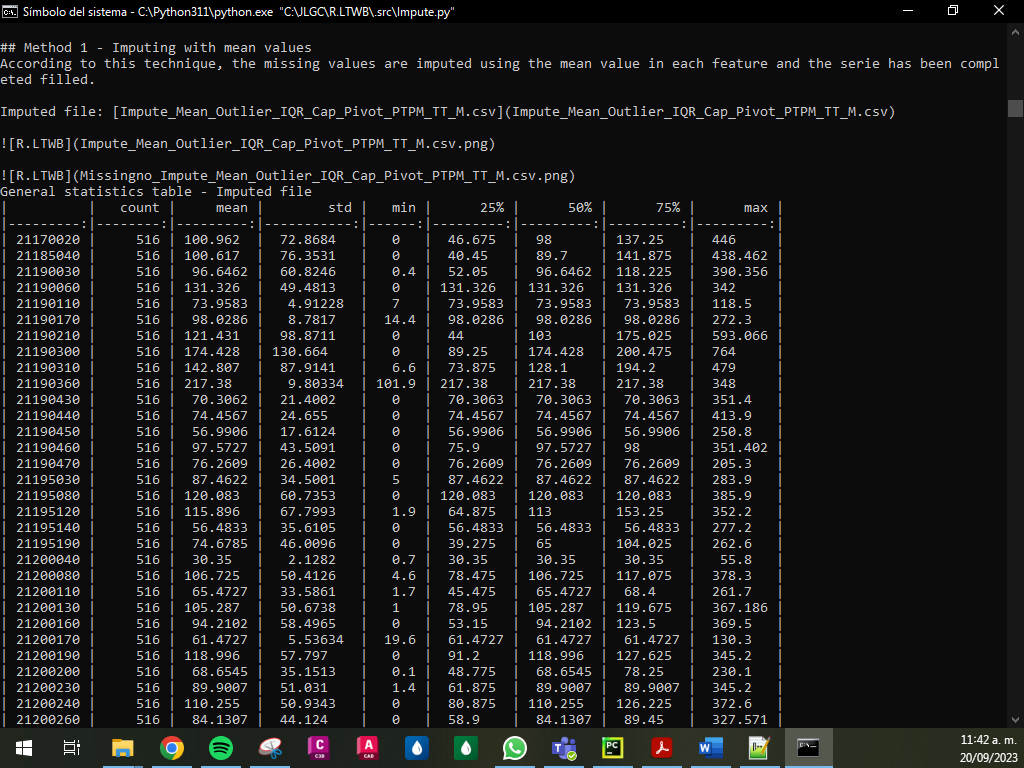 Símbolo del sistema - C:\Python311\python.exe "C:\JLGC\R.LTWB\.src\Impute.py"
## Method 1 - Imputing with mean values
According to this technique, the missing values are imputed using the mean value in each feature and the serie has been compl
eted filled.
Imputed file: [Impute_Mean_Outlier_IQR_Cap_Pivot_PTPM_TT_M.csv](Impute_Mean_Outlier_IQR_Cap_Pivot_PTPM_TT_M.csv)
![R.LTWB](Impute_Mean_Outlier_IQR_Cap_Pivot_PTPM_TT_M.csv.png)
![R.LTWB](Missingno_Impute_Mean_Outlier_IQR_Cap_Pivot_PTPM_TT_M.csv.png)
General statistics table - Imputed file
| | count | mean | std | min | 25% | 50% | 75% | max |
|---------:|--------:|---------:|----------:|------:|---------:|---------:|---------:|---------:|
| 21170020 | 516 | 100.962 | 72.8684 | 0 | 46.675 | 98 | 137.25 | 446 |
| 21185040 | 516 | 100.617 | 76.3531 | 0 | 40.45 | 89.7 | 141.875 | 438.462 |
| 21190030 | 516 | 96.6462 | 60.8246 | 0.4 | 52.05 | 96.6462 | 118.225 | 390.356 |
| 21190060 | 516 | 131.326 | 49.4813 | 0 | 131.326 | 131.326 | 131.326 | 342 |
| 21190110 | 516 | 73.9583 | 4.91228 | 7 | 73.9583 | 73.9583 | 73.9583 | 118.5 |
| 21190170 | 516 | 98.0286 | 8.7817 | 14.4 | 98.0286 | 98.0286 | 98.0286 | 272.3 |
| 21190210 | 516 | 121.431 | 98.8711 | 0 | 44 | 103 | 175.025 | 593.066 |
| 21190300 | 516 | 174.428 | 130.664 | 0 | 89.25 | 174.428 | 200.475 | 764 |
| 21190310 | 516 | 142.807 | 87.9141 | 6.6 | 73.875 | 128.1 | 194.2 | 479 |
| 21190360 | 516 | 217.38 | 9.80334 | 101.9 | 217.38 | 217.38 | 217.38 | 348 |
| 21190430 | 516 | 70.3062 | 21.4002 | 0 | 70.3063 | 70.3063 | 70.3063 | 351.4 |
| 21190440 | 516 | 74.4567 | 24.655 | 0 | 74.4567 | 74.4567 | 74.4567 | 413.9 |
| 21190450 | 516 | 56.9906 | 17.6124 | 0 | 56.9906 | 56.9906 | 56.9906 | 250.8 |
| 21190460 | 516 | 97.5727 | 43.5091 | 0 | 75.9 | 97.5727 | 98 | 351.402 |
| 21190470 | 516 | 76.2609 | 26.4002 | 0 | 76.2609 | 76.2609 | 76.2609 | 205.3 |
| 21195030 | 516 | 87.4622 | 34.5001 | 5 | 87.4622 | 87.4622 | 87.4622 | 283.9 |
| 21195080 | 516 | 120.083 | 60.7353 | 0 | 120.083 | 120.083 | 120.083 | 385.9 |
| 21195120 | 516 | 115.896 | 67.7993 | 1.9 | 64.875 | 113 | 153.25 | 352.2 |
| 21195140 | 516 | 56.4833 | 35.6105 | 0 | 56.4833 | 56.4833 | 56.4833 | 277.2 |
| 21195190 | 516 | 74.6785 | 46.0096 | 0 | 39.275 | 65 | 104.025 | 262.6 |
| 21200040 | 516 | 30.35 | 2.1282 | 0.7 | 30.35 | 30.35 | 30.35 | 55.8 |
| 21200080 | 516 | 106.725 | 50.4126 | 4.6 | 78.475 | 106.725 | 117.075 | 378.3 |
| 21200110 | 516 | 65.4727 | 33.5861 | 1.7 | 45.475 | 65.4727 | 68.4 | 261.7 |
| 21200130 | 516 | 105.287 | 50.6738 | 1 | 78.95 | 105.287 | 119.675 | 367.186 |
| 21200160 | 516 | 94.2102 | 58.4965 | 0 | 53.15 | 94.2102 | 123.5 | 369.5 |
| 21200170 | 516 | 61.4727 | 5.53634 | 19.6 | 61.4727 | 61.4727 | 61.4727 | 130.3 |
| 21200190 | 516 | 118.996 | 57.797 | 0 | 91.2 | 118.996 | 127.625 | 345.2 |
| 21200200 | 516 | 68.6545 | 35.1513 | 0.1 | 48.775 | 68.6545 | 78.25 | 230.1 |
| 21200230 | 516 | 89.9007 | 51.031 | 1.4 | 61.875 | 89.9007 | 89.9007 | 345.2 |
| 21200240 | 516 | 110.255 | 50.9343 | 0 | 80.875 | 110.255 | 126.225 | 372.6 |
| 21200260 | 516 | 84.1307 | 44.124 | 0 | 58.9 | 84.1307 | 89.45 | 327.571 |
11:42 a. m.
20/09/2023